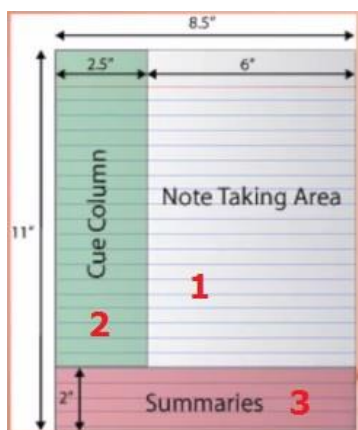 8.5"
2.5" 6"
11"
Cue Column
Note Taking Area
1
2
2"
Summaries 3